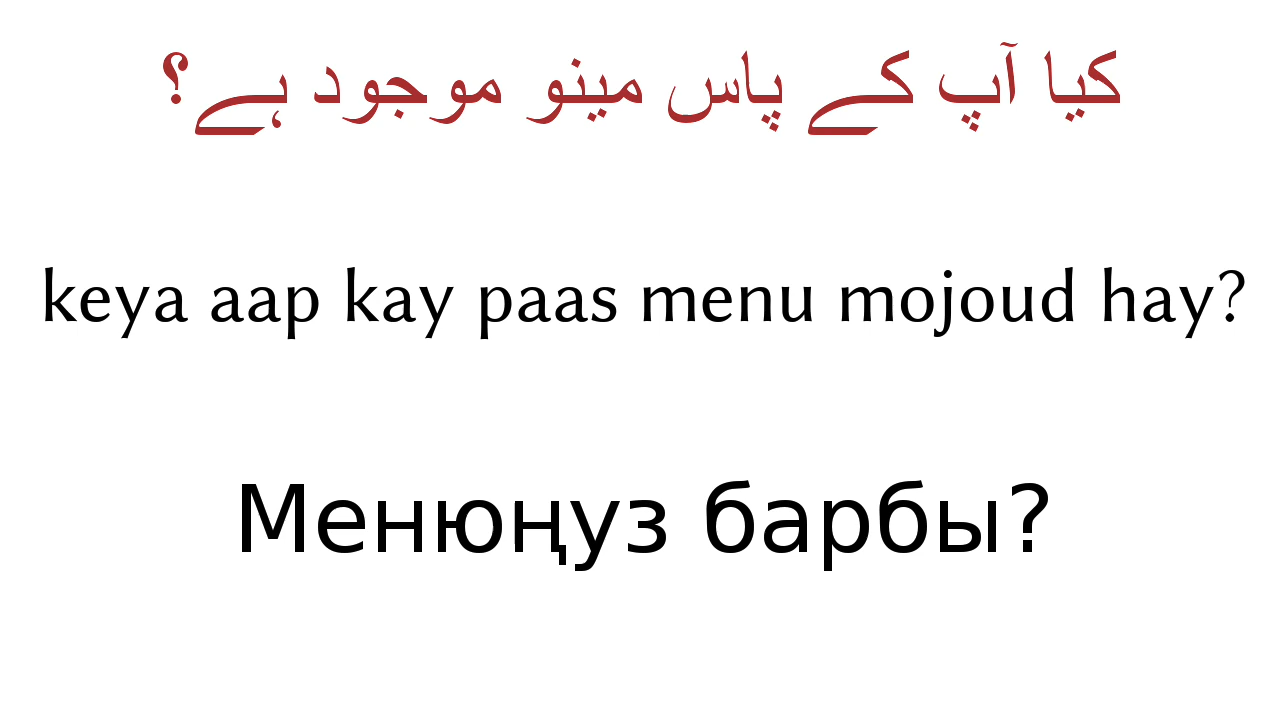 کیا آپ کے پاس مینو موجود ہے؟
keya aap kay paas menu mojoud hay?
Менюңуз барбы?